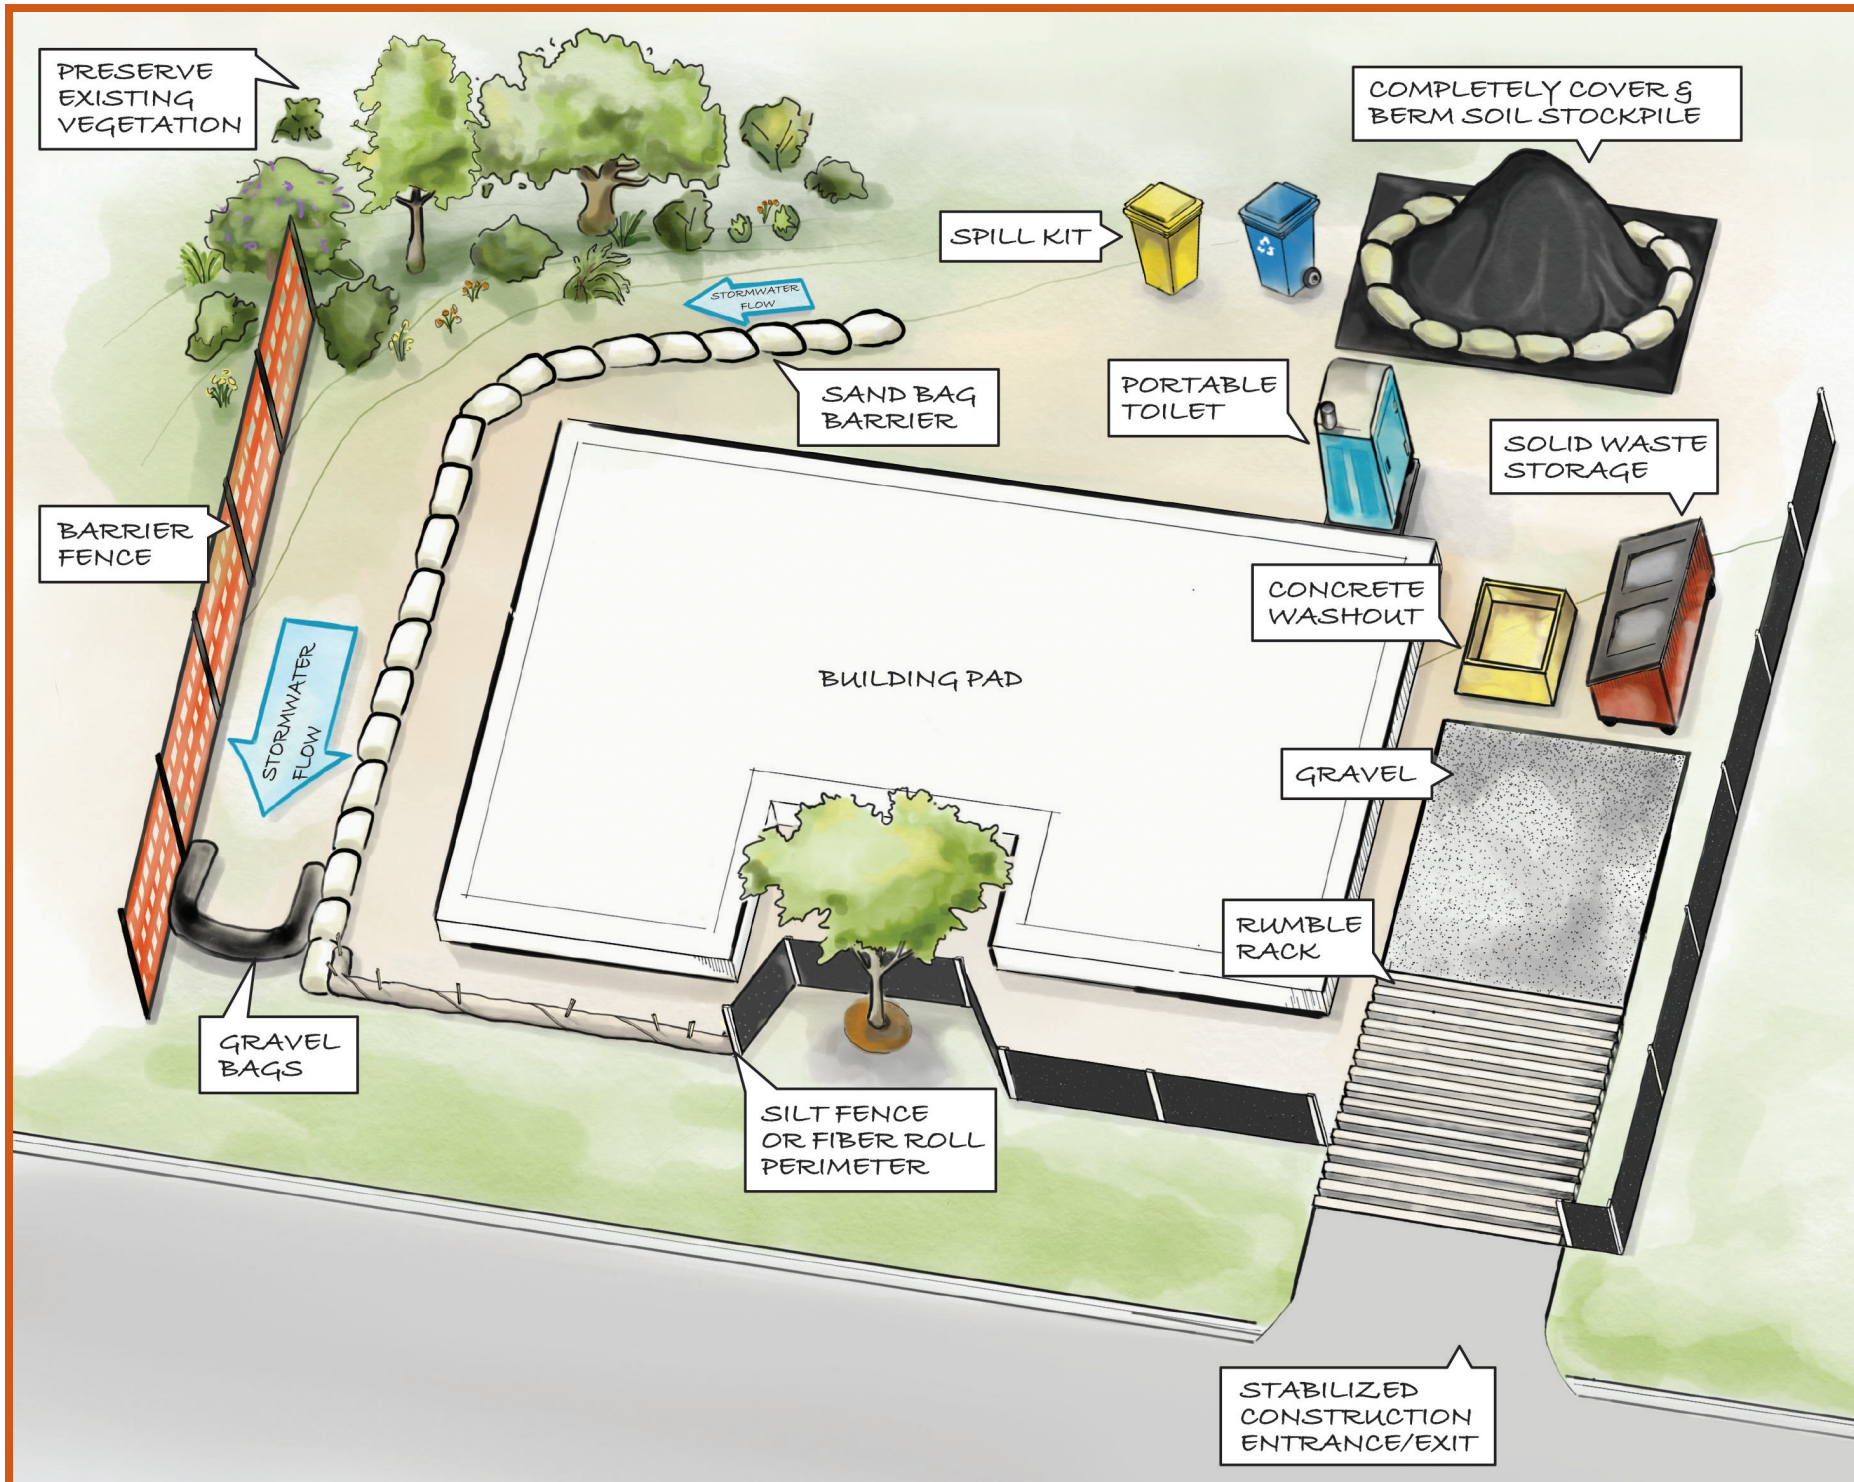 PRESERVE
EXISTING
VEGETATION
COMPLETELY COVER &
BERM SOIL STOCKPILE
SPILL KIT
STORMWATER
FLOW
SAND BAG
BARRIER
PORTABLE
TOILET
SOLID WASTE
STORAGE
BARRIER
FENCE
CONCRETE
WASHOUT
STORMWATER
FLOW
BUILDING PAD
GRAVEL
RUMBLE
RACK
GRAVEL
BAGS
SILT FENCE
OR FIBER ROLL
PERIMETER
STABILIZED
CONSTRUCTION
ENTRANCE/EXIT